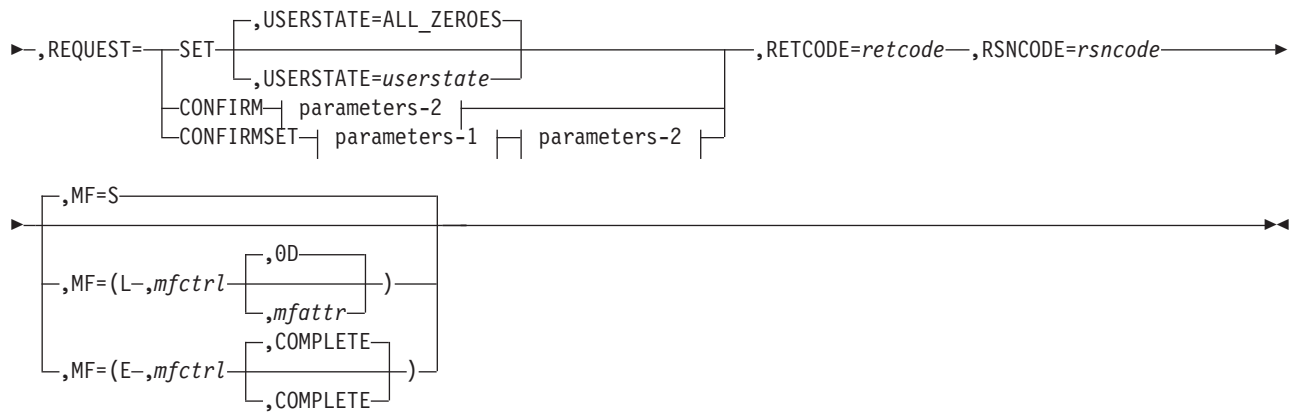 ,USERSTATE=ALL_ZEROES
,REQUEST= SET ,RETCODE=retcode ,RSNCODE=rsncode
,USERSTATE=userstate
CONFIRM parameters-2
CONFIRMSET parameters-1 parameters-2
,MF=S
,0D
,MF=(L ,mfctrl )
,mfattr
,COMPLETE
,MF=(E ,mfctrl )
,COMPLETE